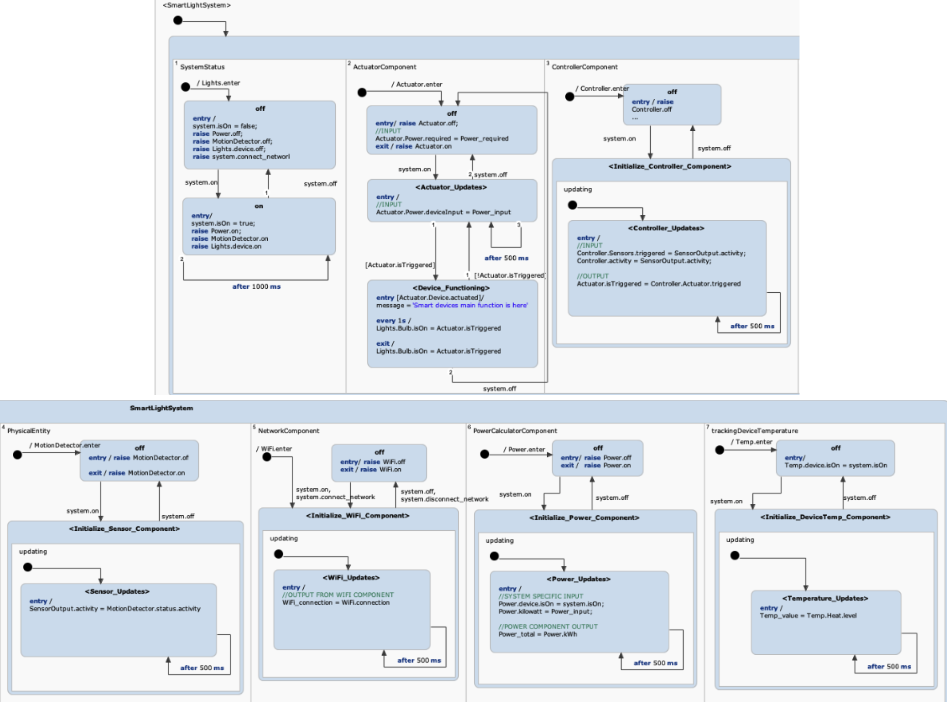 <SmartLightSystem>
1
SystemStatus
/ Lights.enter
off
entry /
system.isOn = false;
raise Power.off;
raise MotionDetector.off;
raise Lights.device.off;
raise system.connect_networl
system.on
1
system.off
on
entry/
system.isOn = true;
raise Power.on;
raise MotionDetector.on
raise Lights.device.on
2
after 1000 ms
2
ActuatorComponent
/ Actuator.enter
off
entry/ raise Actuator.off;
//INPUT
Actuator.Power.required = Power_required
exit / raise Actuator.on
system.on
2
system.off
<Actuator_Updates>
entry /
//INPUT
Actuator.Power.deviceInput = Power_input
1
3
after 500 ms
[Actuator.isTriggered]
1
[!Actuator.isTriggered]
<Device_Functioning>
entry [Actuator.Device.actuated]/
message = 'Smart devices main function is here'
every 1s /
Lights.Bulb.isOn = Actuator.isTriggered
exit /
Lights.Bulb.isOn = Actuator.isTriggered
2
system.off
3
ControllerComponent
/ Controller.enter
off
entry / raise
Controller.off
...
system.on
system.off
<Initialize_Controller_Component>
updating
<Controller_Updates>
entry /
//INPUT
Controller.Sensors.triggered = SensorOutput.activity;
Controller.activity = SensorOutput.activity;
//OUTPUT
Actuator.isTriggered = Controller.Actuator.triggered
after 500 ms
SmartLightSystem
4
PhysicalEntity
/ MotionDetector.enter
off
entry / raise MotionDetector.of
exit / raise MotionDetector.on
system.on
system.off
<Initialize_Sensor_Component>
updating
<Sensor_Updates>
entry /
SensorOutput.activity = MotionDetector.status.activity
after 500 ms
5
NetworkComponent
/ WiFi.enter
off
entry/ raise WiFi.off
exit / raise WiFi.on
system.on,
system.connect_network
system.off,
system.disconnect_network
<Initialize_WiFi_Component>
updating
<WiFi_Updates>
entry /
//OUTPUT FROM WIFI COMPONENT
WiFi_connection = WiFi.connection
after 500 ms
6
PowerCalculatorComponent
/ Power.enter
off
entry/ raise Power.off
exit / raise Power.on
system.on
system.off
<Initialize_Power_Component>
updating
<Power_Updates>
entry /
//SYSTEM SPECIFIC INPUT
Power.device.isOn = system.isOn;
Power.kilowatt = Power_Input;
//POWER COMPONENT OUTPUT
Power_total = Power.kWh
after 500 ms
7
trackingDeviceTemperature
/ Temp.enter
off
entry /
Temp.device.isOn = system.isOn
system.on
system.off
<Initialize_DeviceTemp_Component>
updating
<Temperature_Updates>
entry /
Temp_value = Temp.Heat.level
after 500 ms